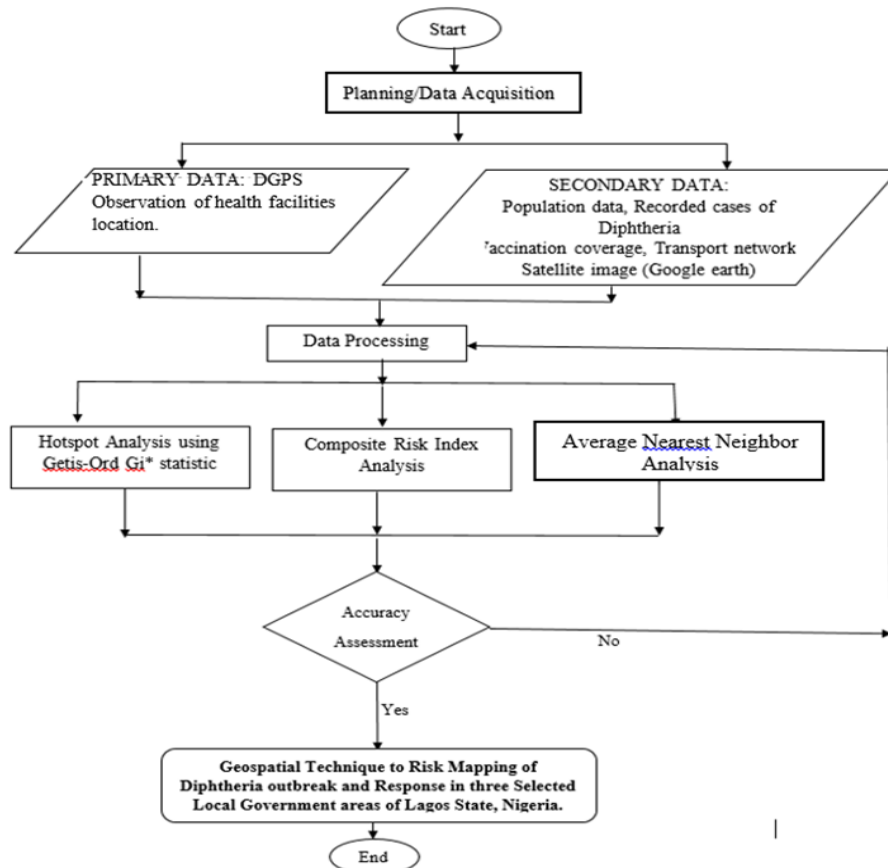 Start
Planning/Data Acquisition
PRIMARY DATA: DGPS
Observation of health facilities
location.
SECONDARY DATA:
Population data, Recorded cases of
Diphtheria
accination coverage, Transport network
Satellite image (Google earth)
Data Processing
Hotspot Analysis using
Getis-Ord Gi* statistic
Composite Risk Index
Analysis
Average Nearest Neighbor
Analysis
Accuracy
Assessment
No
Yes
Geospatial Technique to Risk Mapping of
Diphtheria outbreak and Response in three Selected
Local Government areas of Lagos State, Nigeria.
End